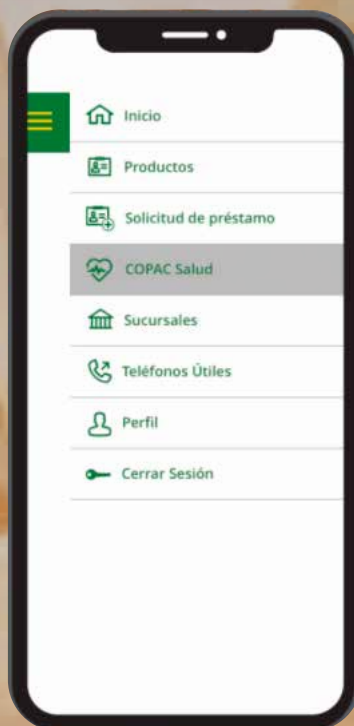 Inicio
Productos
Solicitud de préstamo
COPAC Salud
Sucursales
Teléfonos Útiles
Perfil
Cerrar Sesión